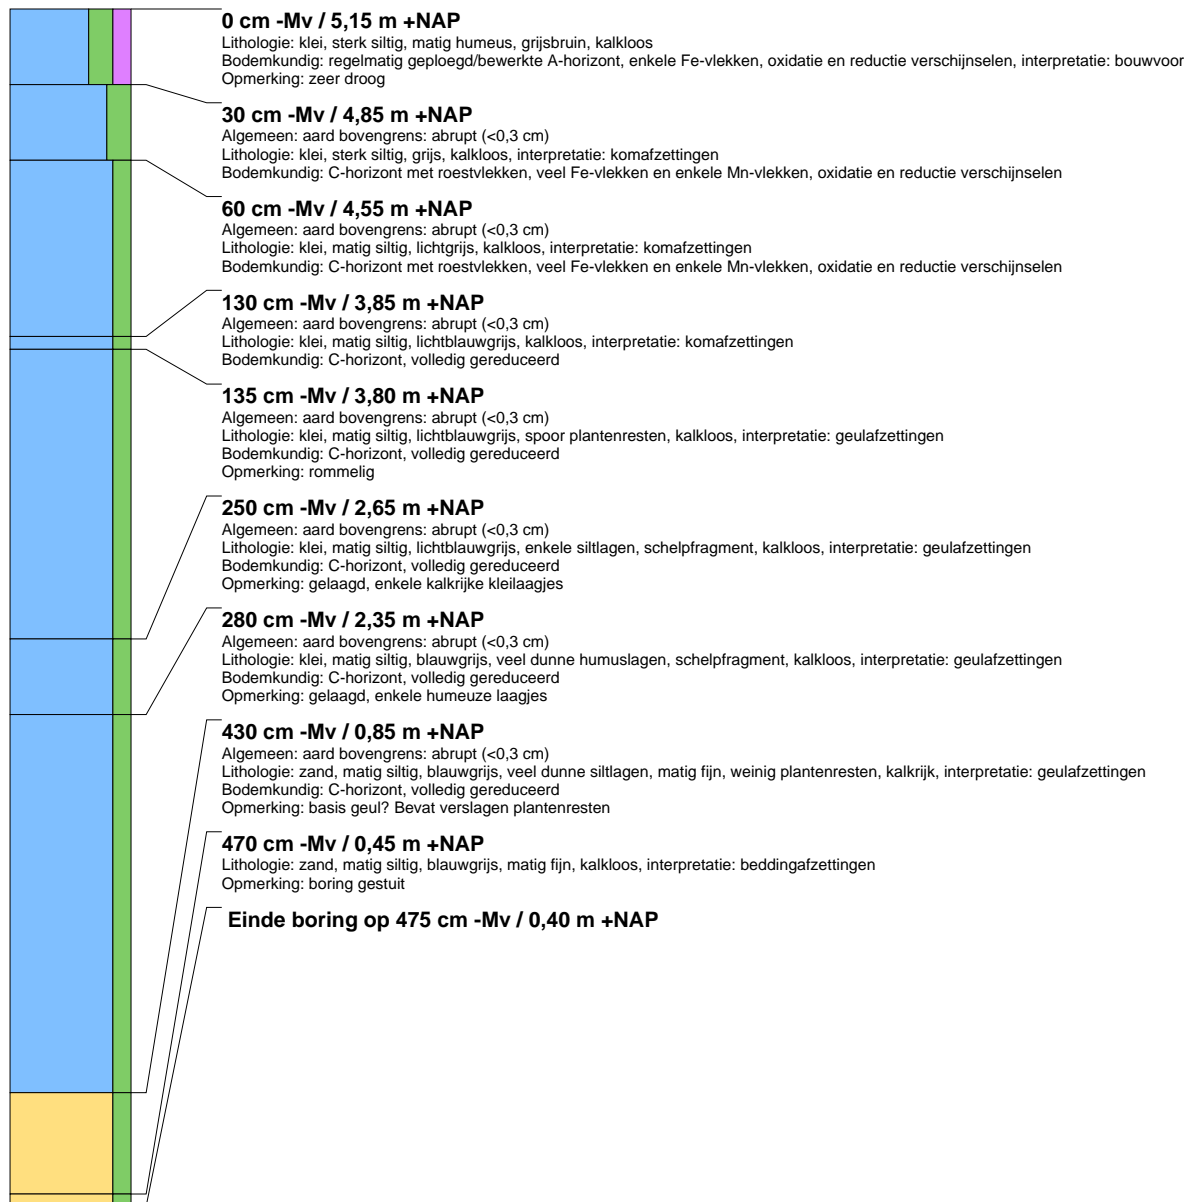 0 cm -Mv / 5,15 m +NAP
Lithologie: klei, sterk siltig, matig humeus, grijsbruin, kalkloos
Bodemkundig: regelmatig geploegd/bewerkte A-horizont, enkele Fe-vlekken, oxidatie en reductie verschijnselen, interpretatie: bouwvoor
Opmerking: zeer droog
30 cm -Mv / 4,85 m +NAP
Algemeen: aard bovengrens: abrupt (<0,3 cm)
Lithologie: klei, sterk siltig, grijs, kalkloos, interpretatie: komafzettingen
Bodemkundig: C-horizont met roestvlekken, veel Fe-vlekken en enkele Mn-vlekken, oxidatie en reductie verschijnselen
60 cm -Mv / 4,55 m +NAP
Algemeen: aard bovengrens: abrupt (<0,3 cm)
Lithologie: klei, matig siltig, lichtgrijs, kalkloos, interpretatie: komafzettingen
Bodemkundig: C-horizont met roestvlekken, veel Fe-vlekken en enkele Mn-vlekken, oxidatie en reductie verschijnselen
130 cm -Mv / 3,85 m +NAP
Algemeen: aard bovengrens: abrupt (<0,3 cm)
Lithologie: klei, matig siltig, lichtblauwgrijs, kalkloos, interpretatie: komafzettingen
Bodemkundig: C-horizont, volledig gereduceerd
135 cm -Mv / 3,80 m +NAP
Algemeen: aard bovengrens: abrupt (<0,3 cm)
Lithologie: klei, matig siltig, lichtblauwgrijs, spoor plantenresten, kalkloos, interpretatie: geulafzettingen
Bodemkundig: C-horizont, volledig gereduceerd
Opmerking: rommelig
250 cm -Mv / 2,65 m +NAP
Algemeen: aard bovengrens: abrupt (<0,3 cm)
Lithologie: klei, matig siltig, lichtblauwgrijs, enkele siltlagen, schelpfragment, kalkloos, interpretatie: geulafzettingen
Bodemkundig: C-horizont, volledig gereduceerd
Opmerking: gelaagd, enkele kalkrijke kleilaagjes
280 cm -Mv / 2,35 m +NAP
Algemeen: aard bovengrens: abrupt (<0,3 cm)
Lithologie: klei, matig siltig, blauwgrijs, veel dunne humuslagen, schelpfragment, kalkloos, interpretatie: geulafzettingen
Bodemkundig: C-horizont, volledig gereduceerd
Opmerking: gelaagd, enkele humeuze laagjes
430 cm -Mv / 0,85 m +NAP
Algemeen: aard bovengrens: abrupt (<0,3 cm)
Lithologie: zand, matig siltig, blauwgrijs, veel dunne siltlagen, matig fijn, weinig plantenresten, kalkrijk, interpretatie: geulafzettingen
Bodemkundig: C-horizont, volledig gereduceerd
Opmerking: basis geul? Bevat verslagen plantenresten
470 cm -Mv / 0,45 m +NAP
Lithologie: zand, matig siltig, blauwgrijs, matig fijn, kalkloos, interpretatie: beddingafzettingen
Opmerking: boring gestuit
Einde boring op 475 cm -Mv / 0,40 m +NAP